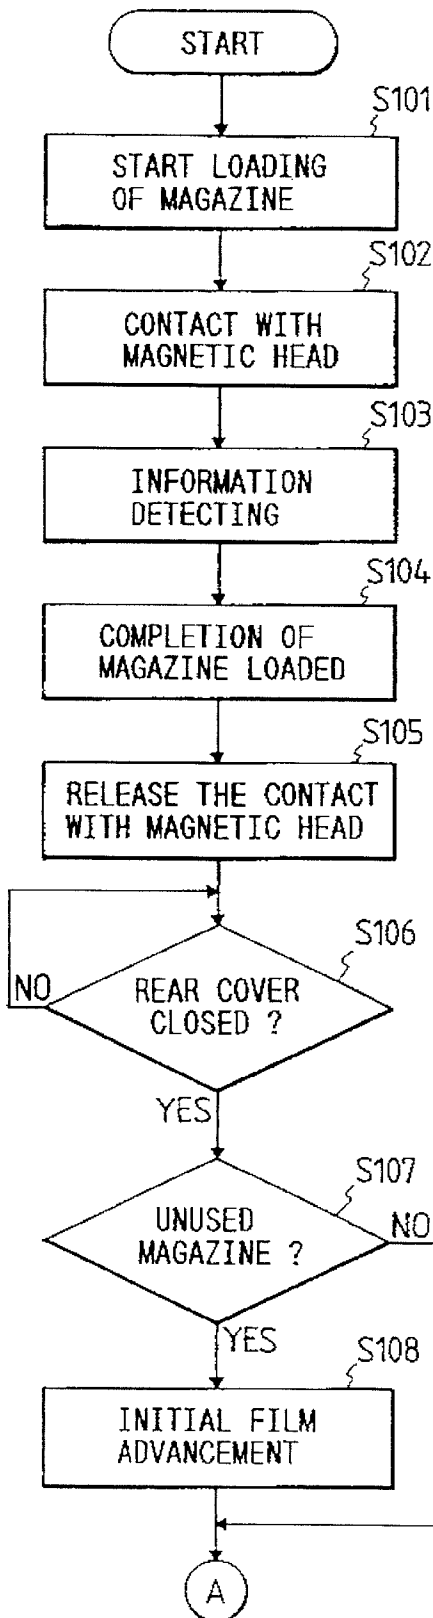 START
S101
START LOADING
OF MAGAZINE
S102
CONTACT WITH
MAGNETIC HEAD
S103
INFORMATION
DETECTING
S104
COMPLETION OF
MAGAZINE LOADED
S105
RELEASE THE CONTACT
WITH MAGNETIC HEAD
S106
REAR COVER
CLOSED ?
NO
YES
S107
UNUSED
MAGAZINE ?
NO
YES
S108
INITIAL FILM
ADVANCEMENT
A